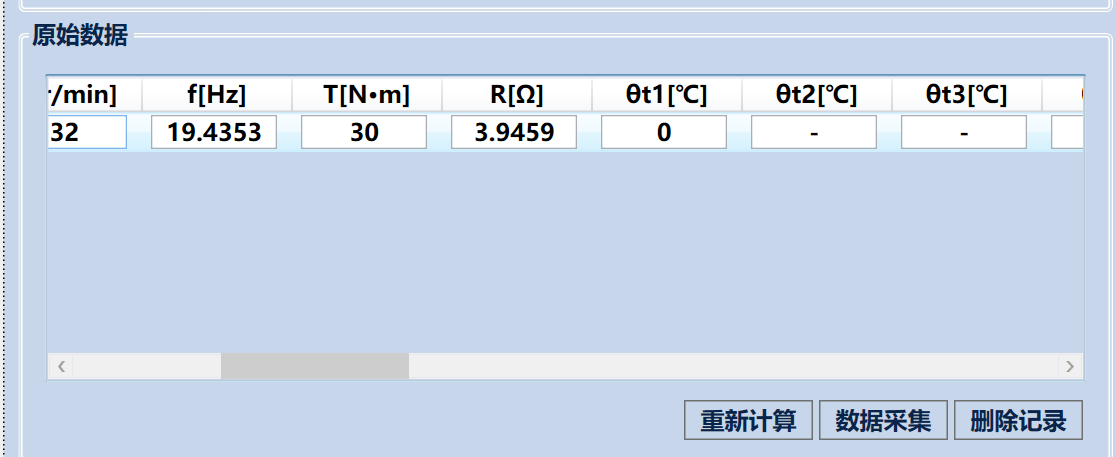 原始数据
r/min] f[Hz] T[N•m] R[Ω] θt1[℃] θt2[℃] θt3[℃]
32 19.4353 30 3.9459 0 - -
重新计算 数据采集 删除记录